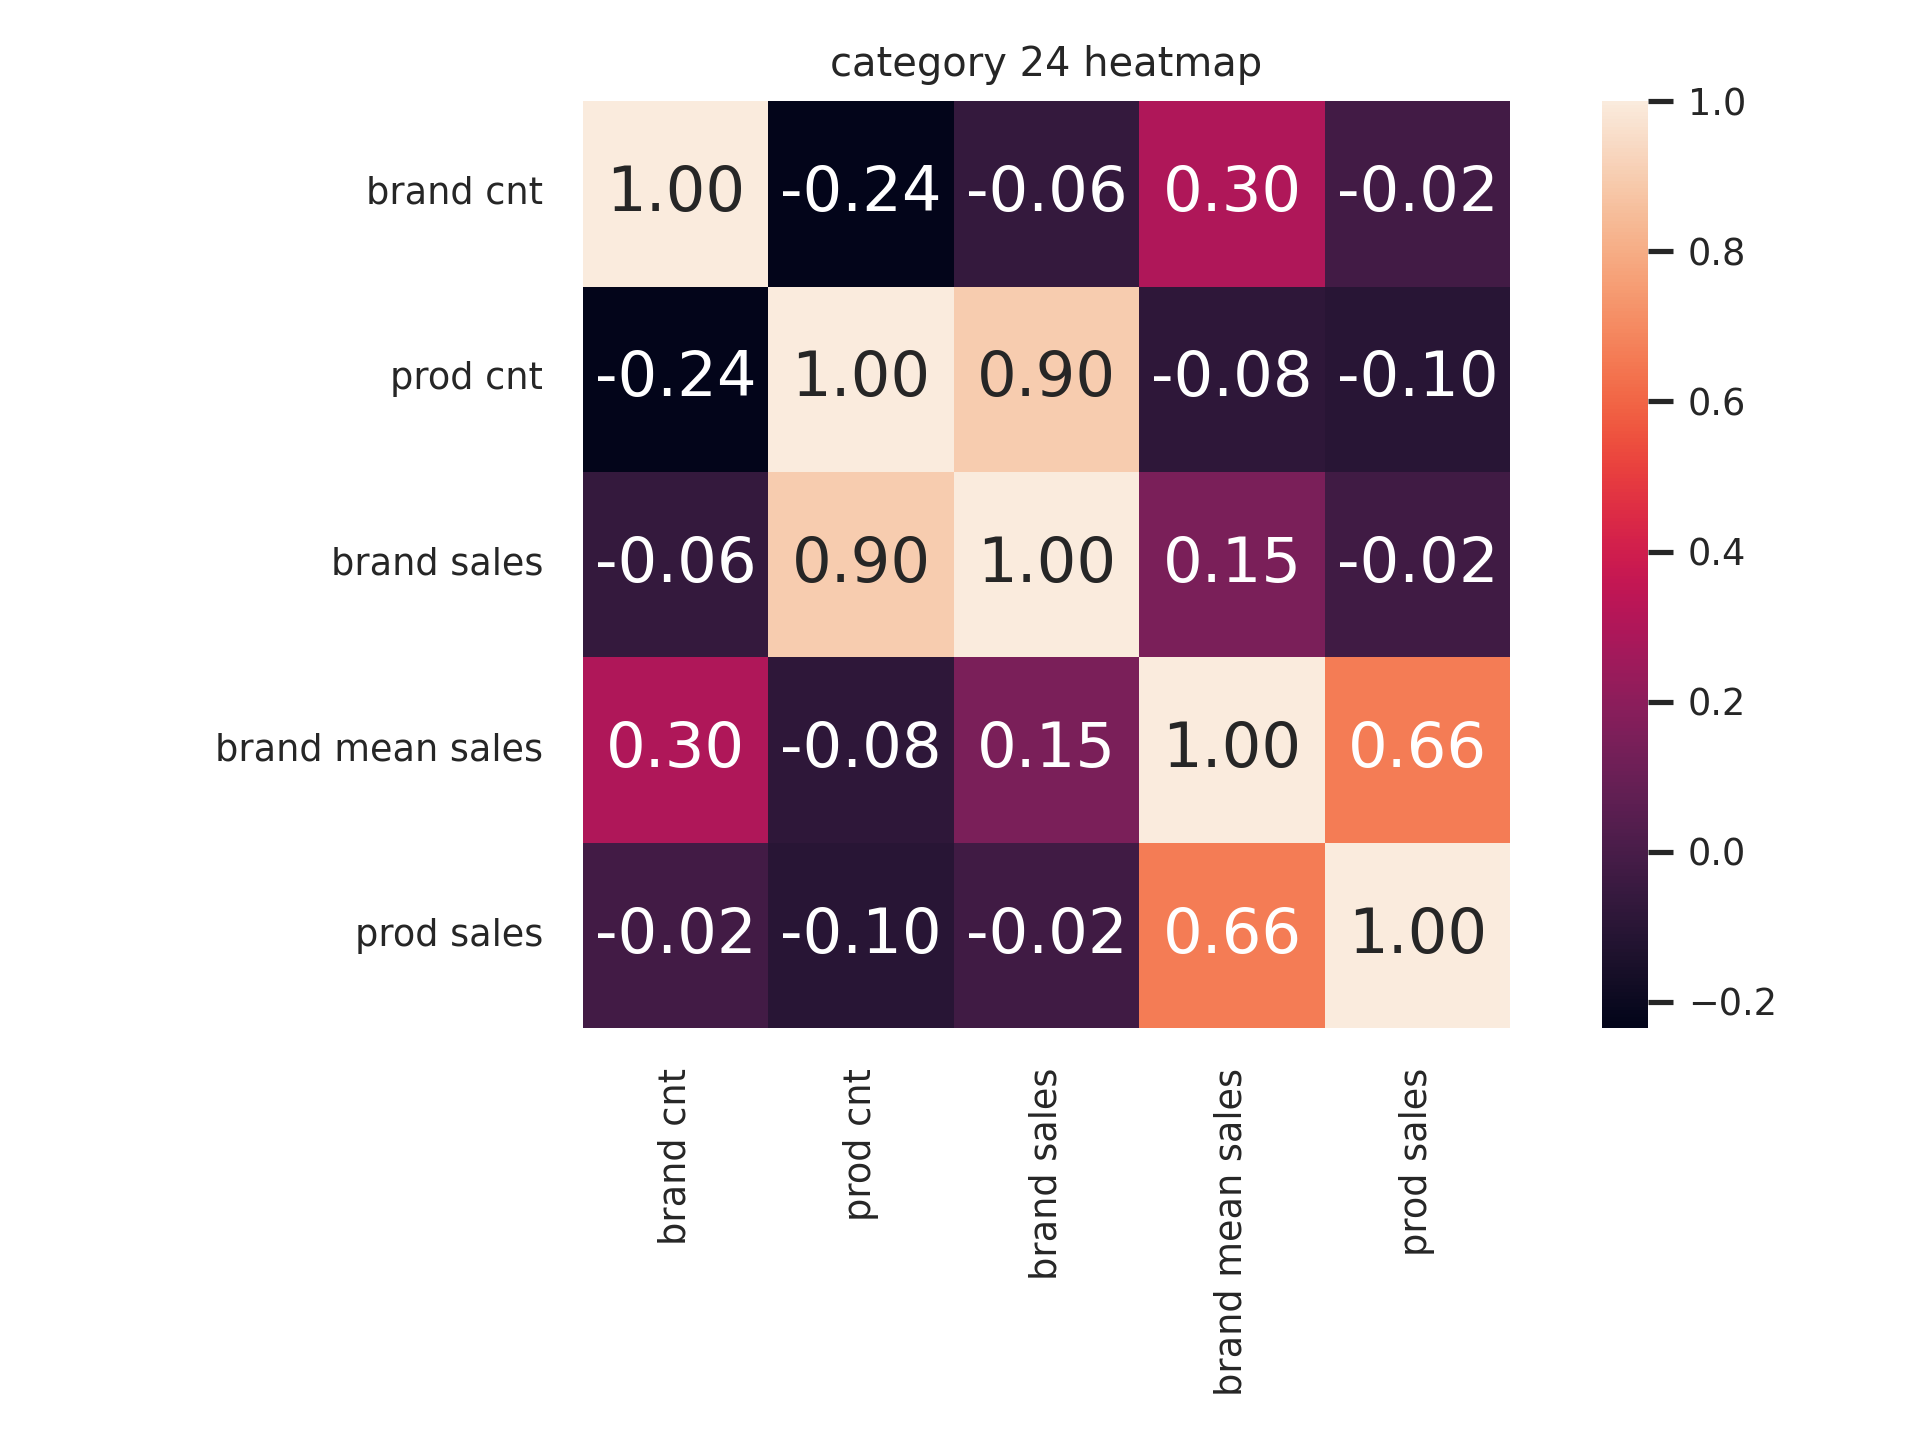 category 24 heatmap
brand cnt 1.00 -0.24 -0.06 0.30 -0.02
prod cnt -0.24 1.00 0.90 -0.08 -0.10
brand sales -0.06 0.90 1.00 0.15 -0.02
brand mean sales 0.30 -0.08 0.15 1.00 0.66
prod sales -0.02 -0.10 -0.02 0.66 1.00
brand cnt
prod cnt
brand sales
brand mean sales
prod sales
1.0
0.8
0.6
0.4
0.2
0.0
−0.2